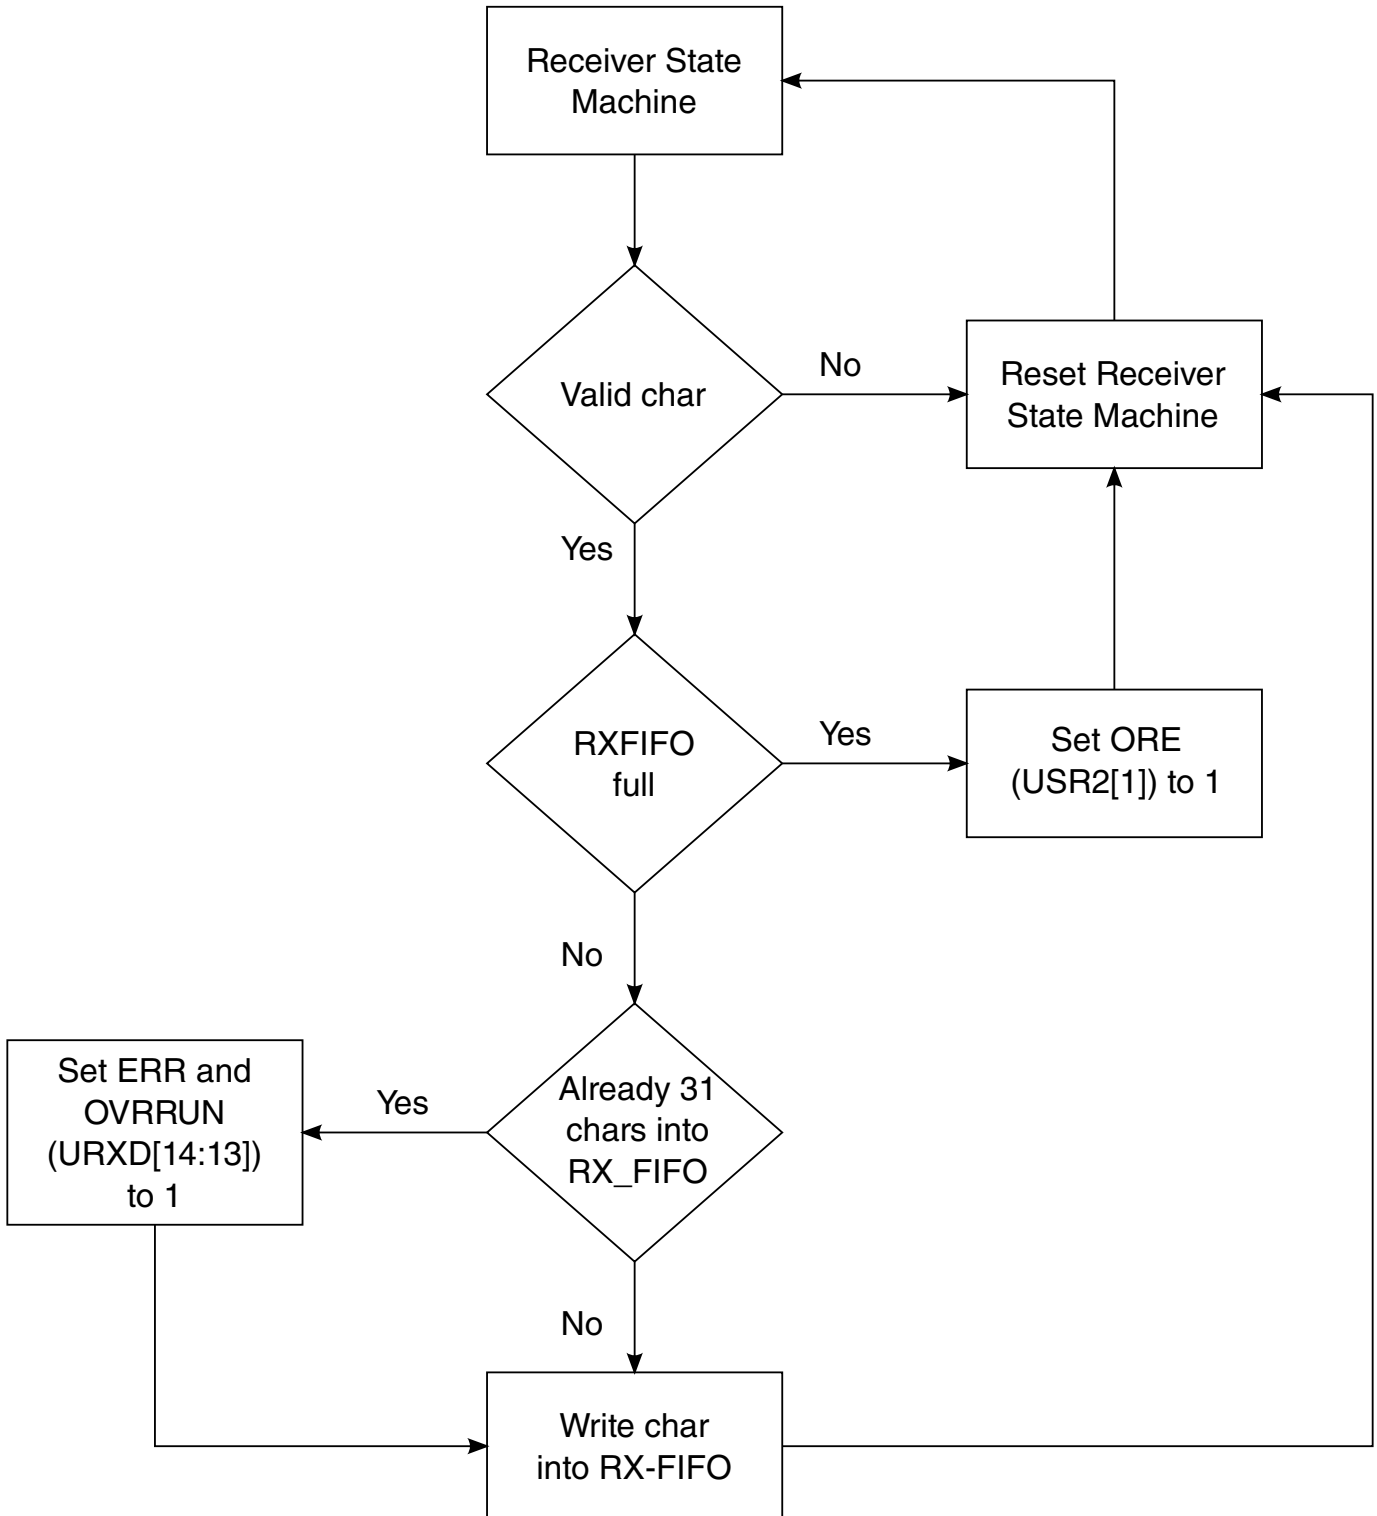 Receiver State
Machine
Valid char
No
Reset Receiver
State Machine
Yes
RXFIFO
full
Yes
Set ORE
(USR2[1]) to 1
No
Set ERR and
OVRRUN
(URXD[14:13])
to 1
Yes
Already 31
chars into
RX_FIFO
No
Write char
into RX-FIFO